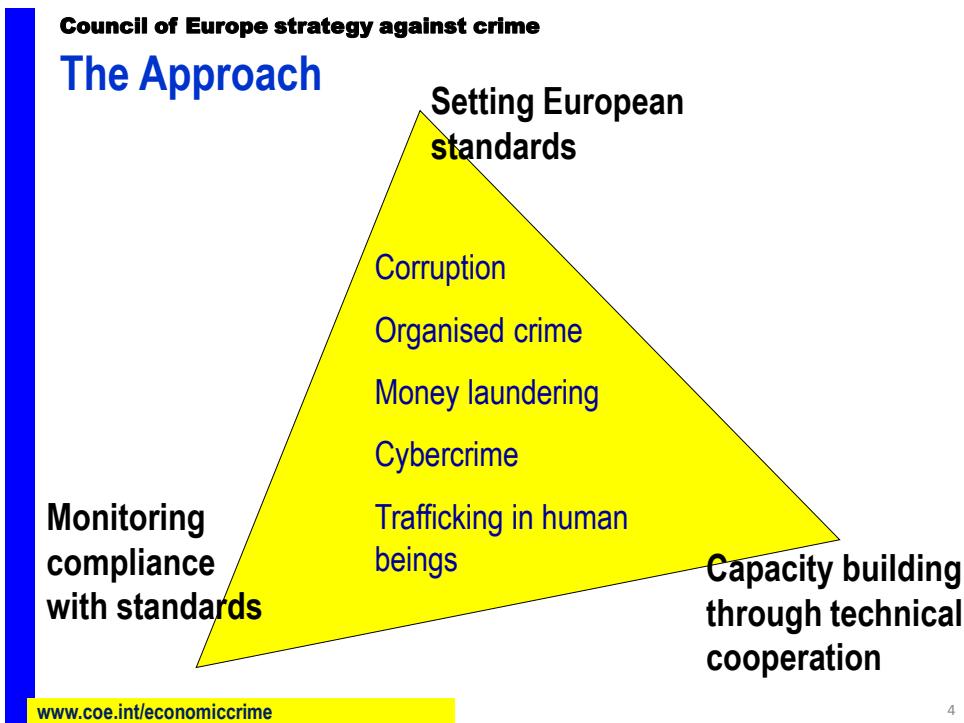 Council of Europe strategy against crime
The Approach
Setting European
standards
Corruption
Organised crime
Money laundering
Cybercrime
Trafficking in human
beings
Monitoring
compliance
with standards
Capacity building
through technical
cooperation
www.coe.int/economiccrime
4